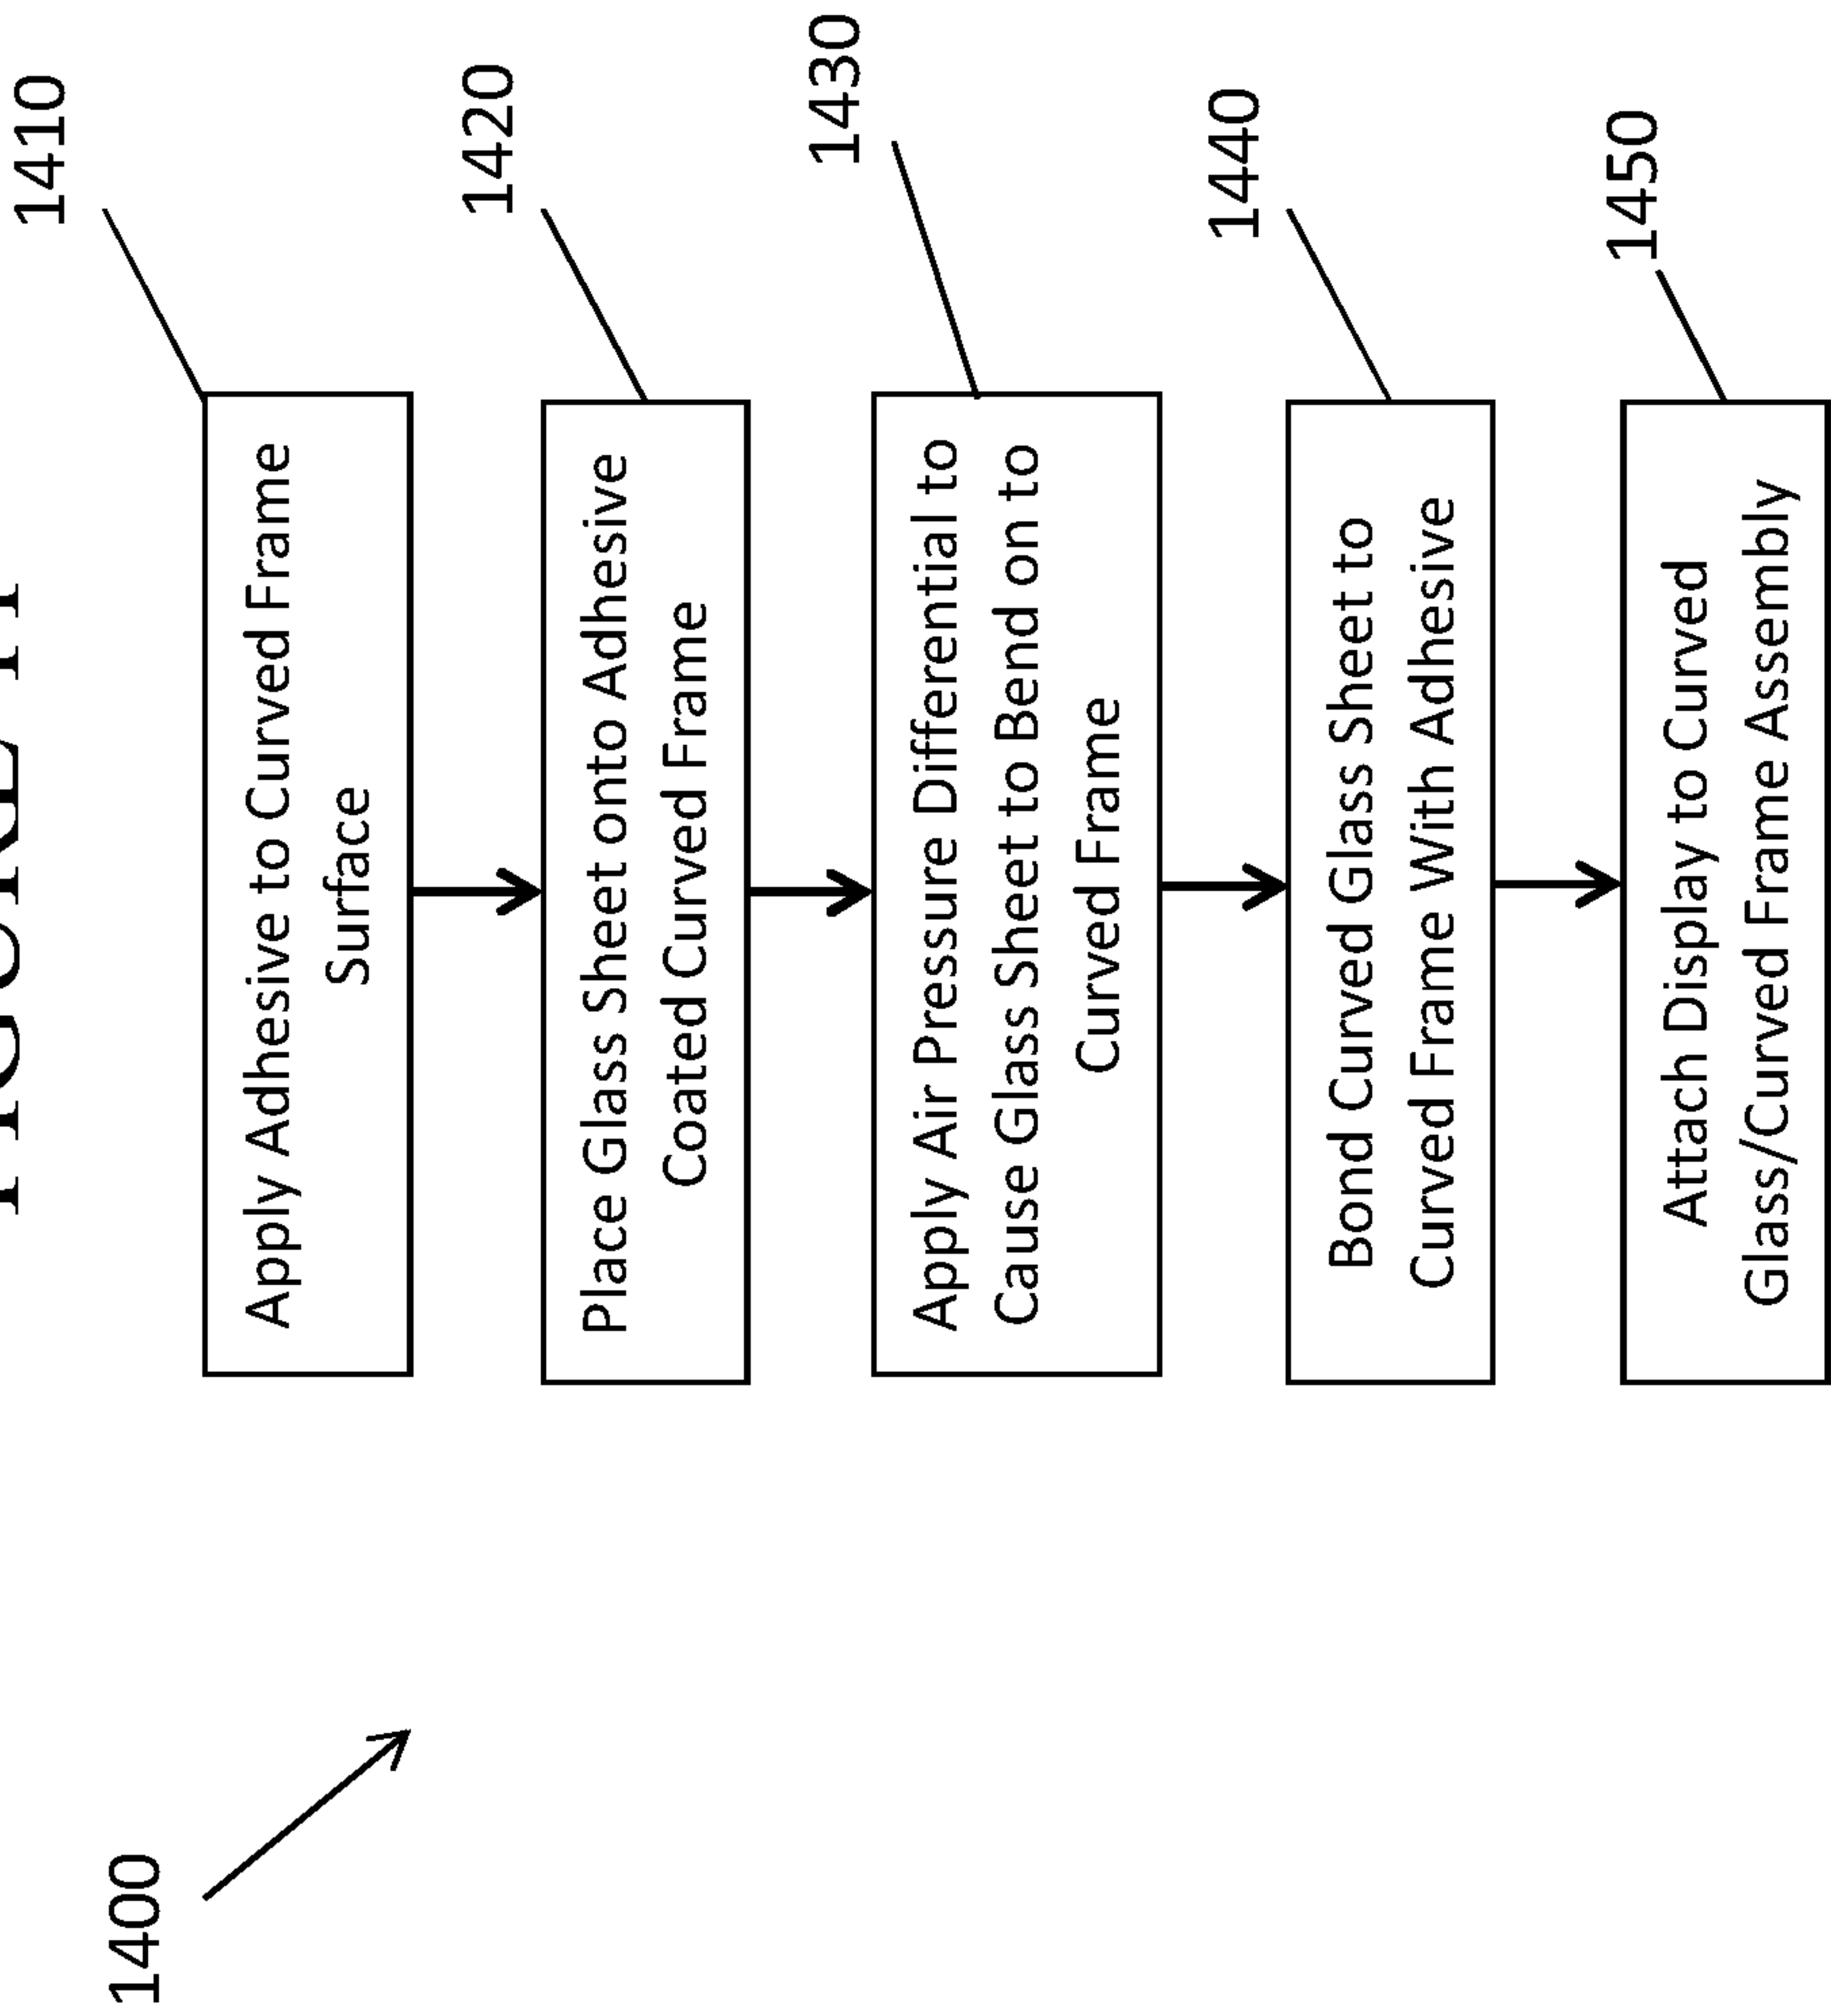 1400
1410
Apply Adhesive to Curved Frame
Surface
1420
Place Glass Sheet onto Adhesive
Coated Curved Frame
1430
Apply Air Pressure Differential to
Cause Glass Sheet to Bend on to
Curved Frame
1440
Bond Curved Glass Sheet to
Curved Frame With Adhesive
1450
Attach Display to Curved
Glass/Curved Frame Assembly